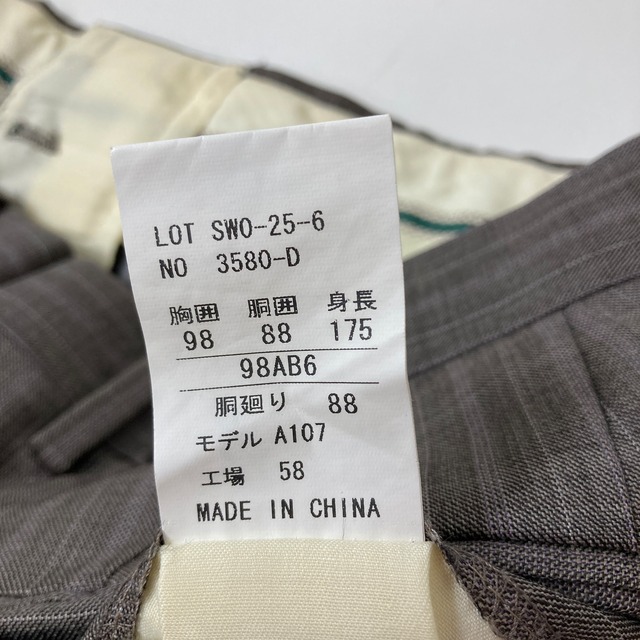 LOT SWO-25-6
NO 3580-D
胸囲 胴囲 身長
98 88 175
98AB6
胴廻り 88
モデル A107
工場 58
MADE IN CHINA